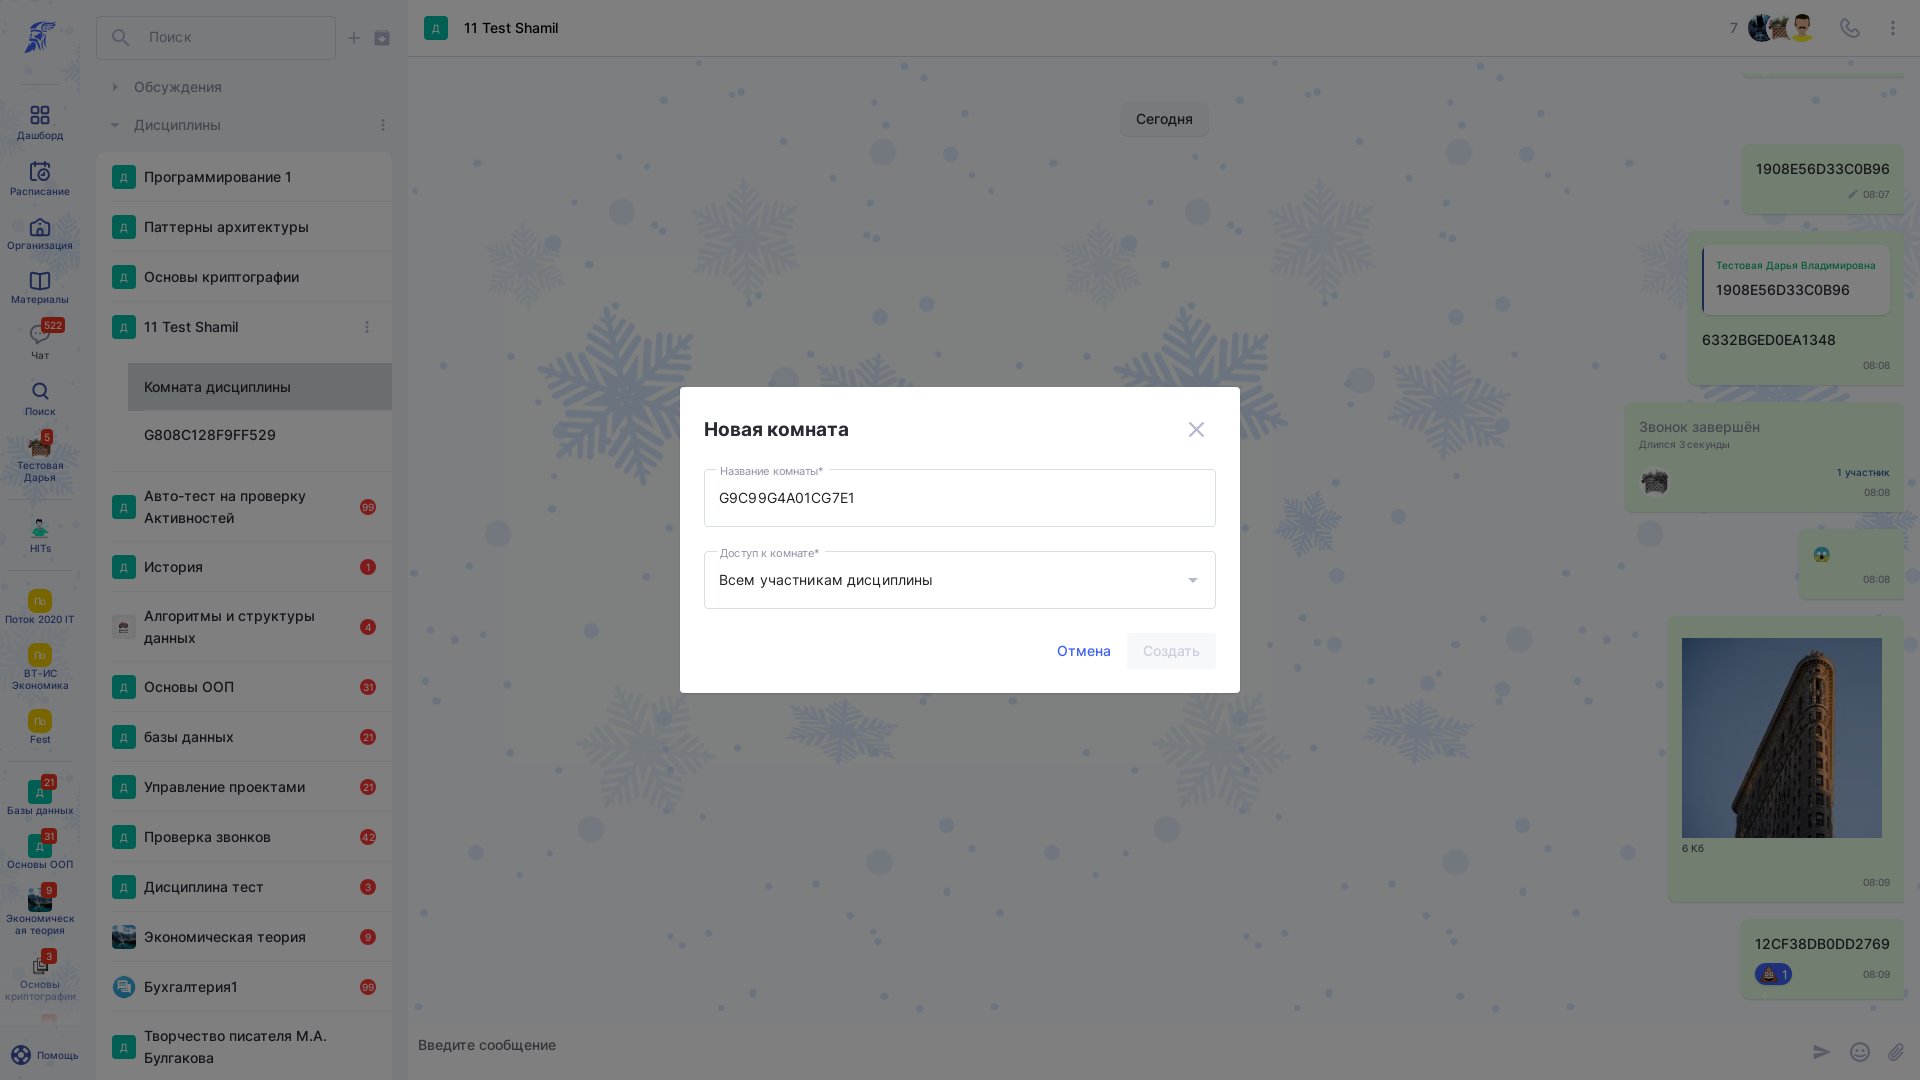 Дашборд
Расписание
Организация
Материалы
522
Чат
Поиск
5
Тестовая
Дарья
HITs
По
Поток 2020 IT
По
ВТ-ИС
Экономика
По
Fest
21
Д
Базы данных
31
Д
Основы ООП
9
Экономическ
ая теория
3
Основы
криптографии
Помощь
Поиск
Обсуждения
Дисциплины
Д
Программирование 1
Д
Паттерны архитектуры
Д
Основы криптографии
Д
11 Test Shamil
Комната дисциплины
G808C128F9FF529
Д
Авто-тест на проверку
Активностей
99
Д
История
1
Алгоритмы и структуры
данных
4
Д
Основы ООП
31
Д
базы данных
21
Д
Управление проектами
21
Д
Проверка звонков
42
Д
Дисциплина тест
3
Экономическая теория
9
Бухгалтерия1
99
Д
Творчество писателя М.А.
Булгакова
Д
11 Test Shamil
7
Сегодня
1908E56D33C0B96
08:07
Тестовая Дарья Владимировна
1908E56D33C0B96
6332BGED0EA1348
08:08
Звонок завершён
Длился 3 секунды
1 участник
08:08
08:08
6 Кб
08:09
12CF38DB0DD2769
1
08:09
Введите сообщение
Новая комната
Название комнаты*
G9C99G4A01CG7E1
Доступ к комнате*
Всем участникам дисциплины
Отмена
Создать